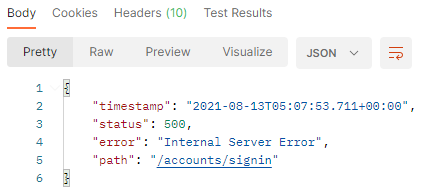 Body Cookies Headers (10) Test Results
Pretty Raw Preview Visualize JSON
1 {
2 "timestamp": "2021-08-13T05:07:53.711+00:00",
3 "status": 500,
4 "error": "Internal Server Error",
5 "path": "/accounts/signin"
6 }